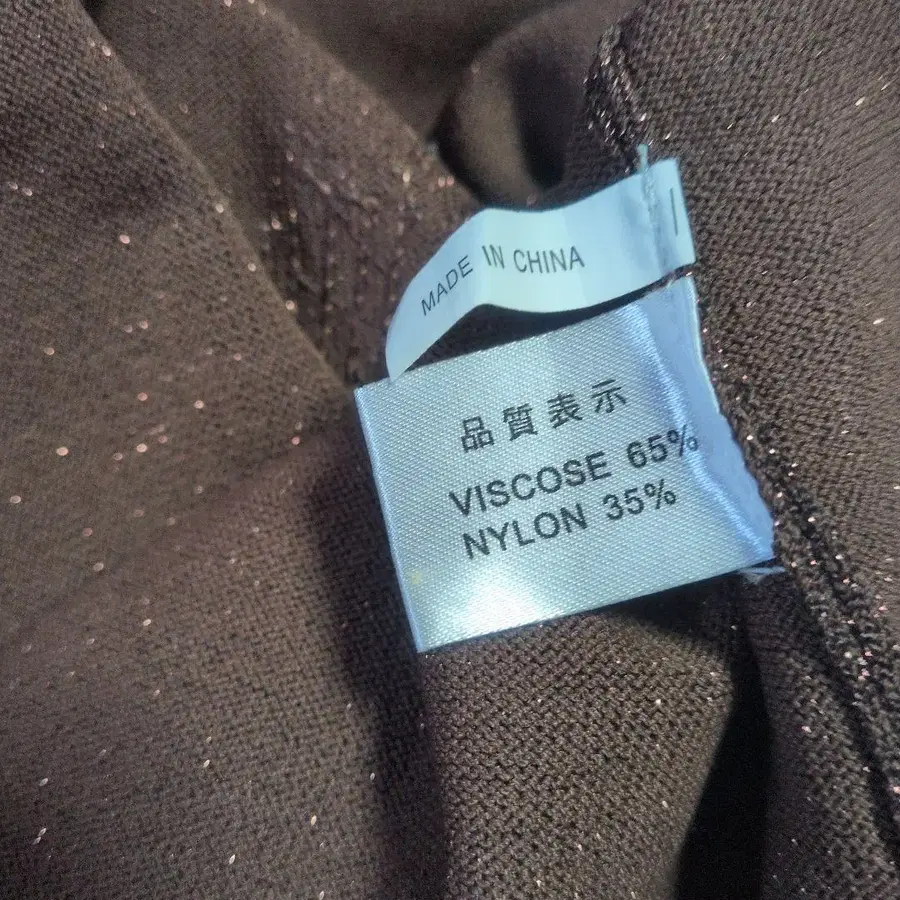 MADE IN CHINA
品質表示
VISCOSE 65%
NYLON 35%